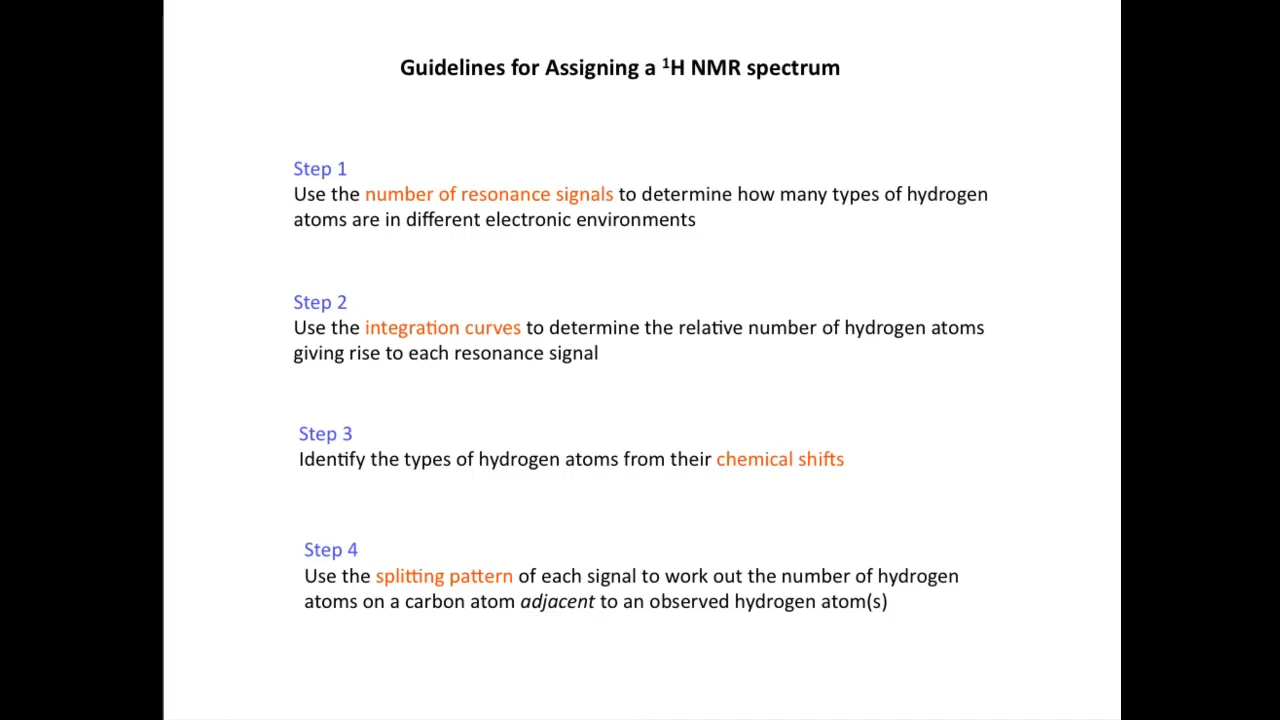 Guidelines for Assigning a ¹H NMR spectrum
Step 1
Use the number of resonance signals to determine how many types of hydrogen
atoms are in different electronic environments
Step 2
Use the integration curves to determine the relative number of hydrogen atoms
giving rise to each resonance signal
Step 3
Identify the types of hydrogen atoms from their chemical shifts
Step 4
Use the splitting pattern of each signal to work out the number of hydrogen
atoms on a carbon atom adjacent to an observed hydrogen atom(s)